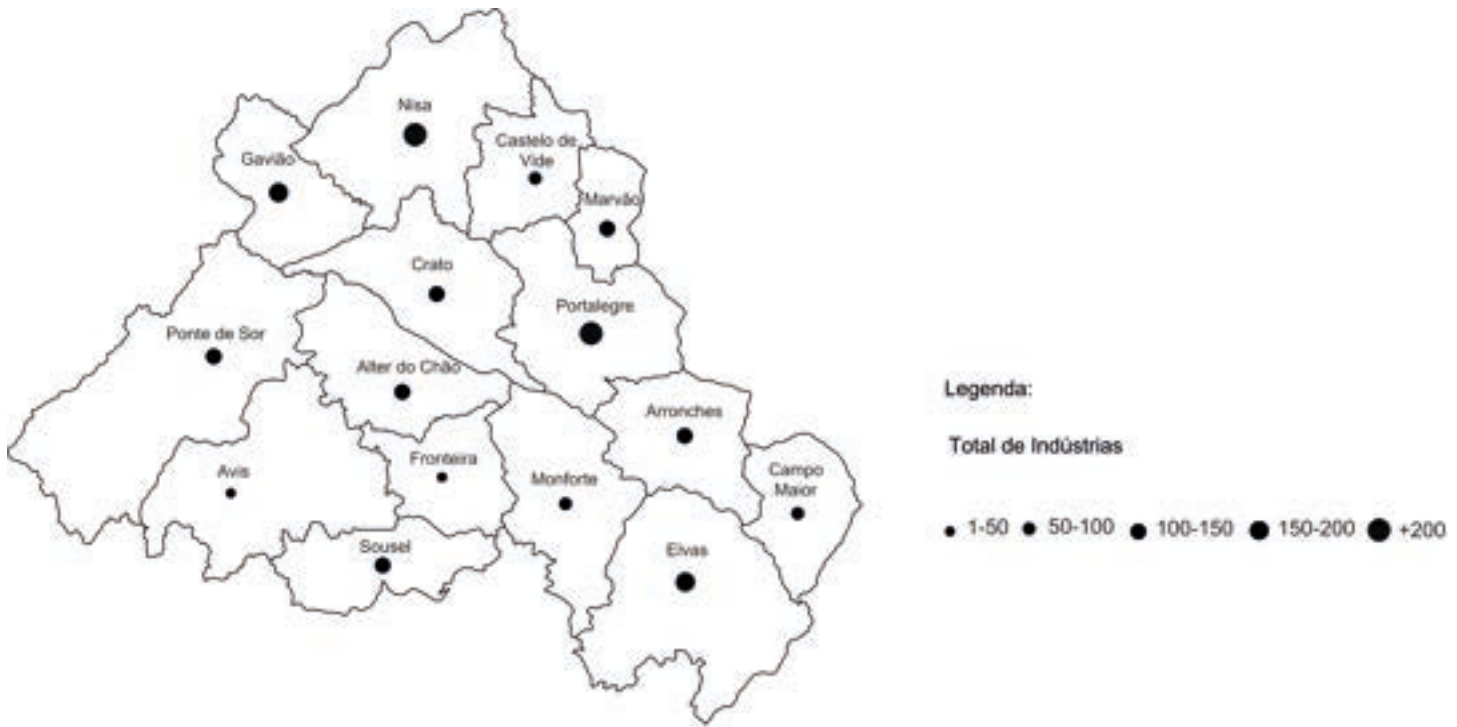 Nisa
Castelo de
Vide
Gavião
Marvão
Crato
Portalegre
Ponte de Sor
Alter do Chão
Arronches
Fronteira
Avis
Monforte
Campo
Maior
Sousel
Elvas
Legenda:
Total de Indústrias
1-50 50-100 100-150 150-200 +200